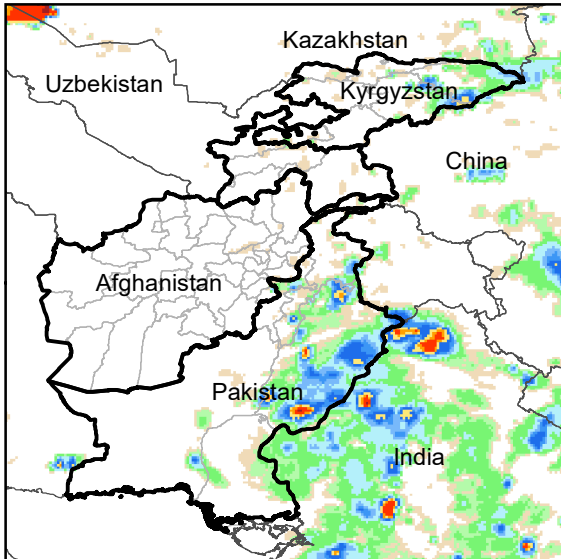 Kazakhstan
Uzbekistan
Kyrgyzstan
China
Afghanistan
Pakistan
India